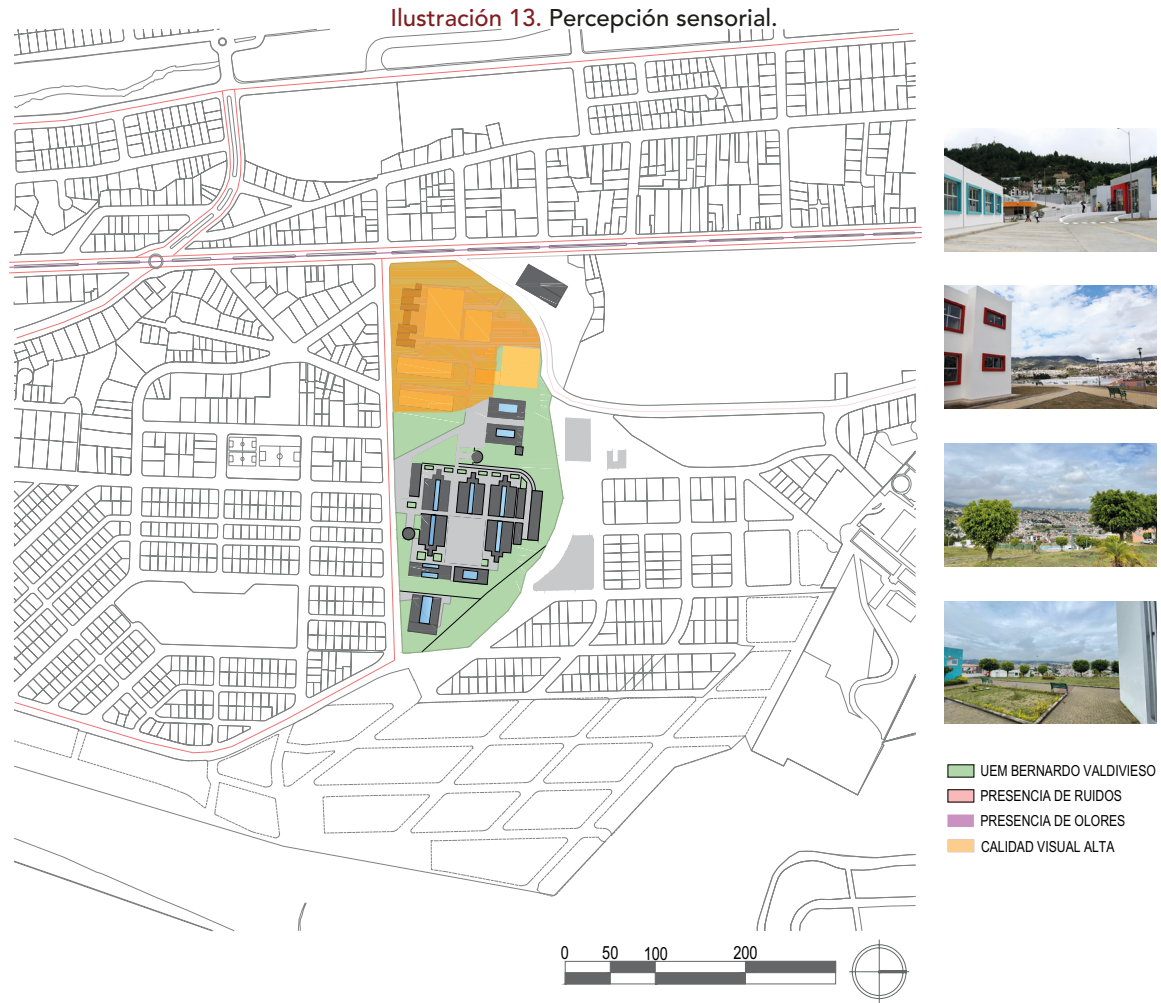 Ilustración 13. Percepción sensorial.
UEM BERNARDO VALDIVIESO
PRESENCIA DE RUIDOS
PRESENCIA DE OLORES
CALIDAD VISUAL ALTA
0 50 100 200